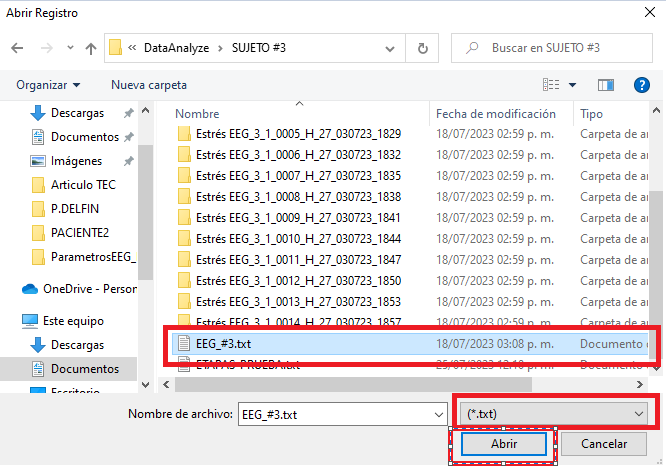 Abrir Registro
« DataAnalyze > SUJETO #3
Buscar en SUJETO #3
Organizar
Nueva carpeta
Descargas
Documentos
Imágenes
Articulo TEC
P.DELFIN
PACIENTE2
ParametrosEEG_
OneDrive - Person
Este equipo
Descargas
Documentos
Escritorio
Nombre Fecha de modificación Tipo
Estrés EEG_3_1_0005_H_27_030723_1829 18/07/2023 02:59 p. m. Carpeta de ar
Estrés EEG_3_1_0006_H_27_030723_1832 18/07/2023 02:59 p. m. Carpeta de ar
Estrés EEG_3_1_0007_H_27_030723_1835 18/07/2023 02:59 p. m. Carpeta de ar
Estrés EEG_3_1_0008_H_27_030723_1838 18/07/2023 02:59 p. m. Carpeta de ar
Estrés EEG_3_1_0009_H_27_030723_1841 18/07/2023 02:59 p. m. Carpeta de ar
Estrés EEG_3_1_0010_H_27_030723_1844 18/07/2023 02:59 p. m. Carpeta de ar
Estrés EEG_3_1_0011_H_27_030723_1847 18/07/2023 02:59 p. m. Carpeta de ar
Estrés EEG_3_1_0012_H_27_030723_1850 18/07/2023 02:59 p. m. Carpeta de ar
Estrés EEG_3_1_0013_H_27_030723_1853 18/07/2023 02:59 p. m. Carpeta de ar
Estrés EEG_3_1_0014_H_27_030723_1857 18/07/2023 02:59 p. m. Carpeta de ar
EEG_#3.txt 18/07/2023 03:08 p. m. Documento
ETAPAS-PRUEBA.txt 25/07/2023 12:10 p. m. Documento
Nombre de archivo: EEG_#3.txt (*.txt)
Abrir Cancelar